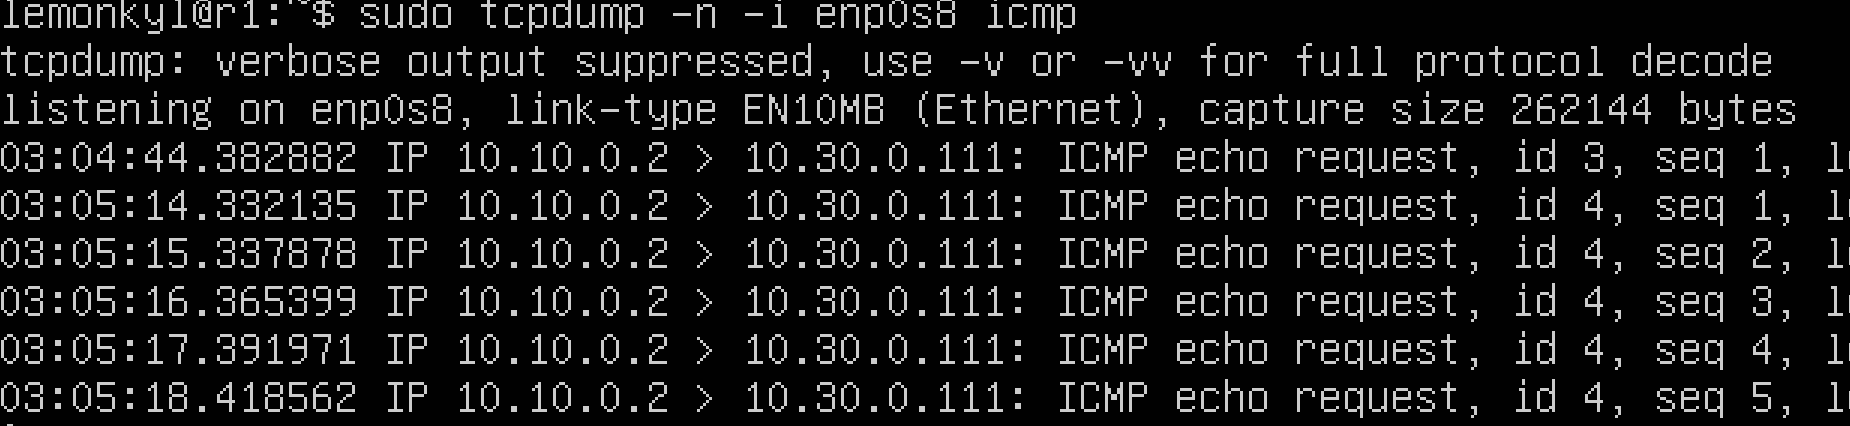 lemonkyl@r1:~$ sudo tcpdump -n -i enp0s8 icmp
tcpdump: verbose output suppressed, use -v or -vv for full protocol decode
listening on enp0s8, link-type EN10MB (Ethernet), capture size 262144 bytes
03:04:44.382882 IP 10.10.0.2 > 10.30.0.111: ICMP echo request, id 3, seq 1,
03:05:14.332135 IP 10.10.0.2 > 10.30.0.111: ICMP echo request, id 4, seq 1,
03:05:15.337878 IP 10.10.0.2 > 10.30.0.111: ICMP echo request, id 4, seq 2,
03:05:16.365399 IP 10.10.0.2 > 10.30.0.111: ICMP echo request, id 4, seq 3,
03:05:17.391971 IP 10.10.0.2 > 10.30.0.111: ICMP echo request, id 4, seq 4,
03:05:18.418562 IP 10.10.0.2 > 10.30.0.111: ICMP echo request, id 4, seq 5,